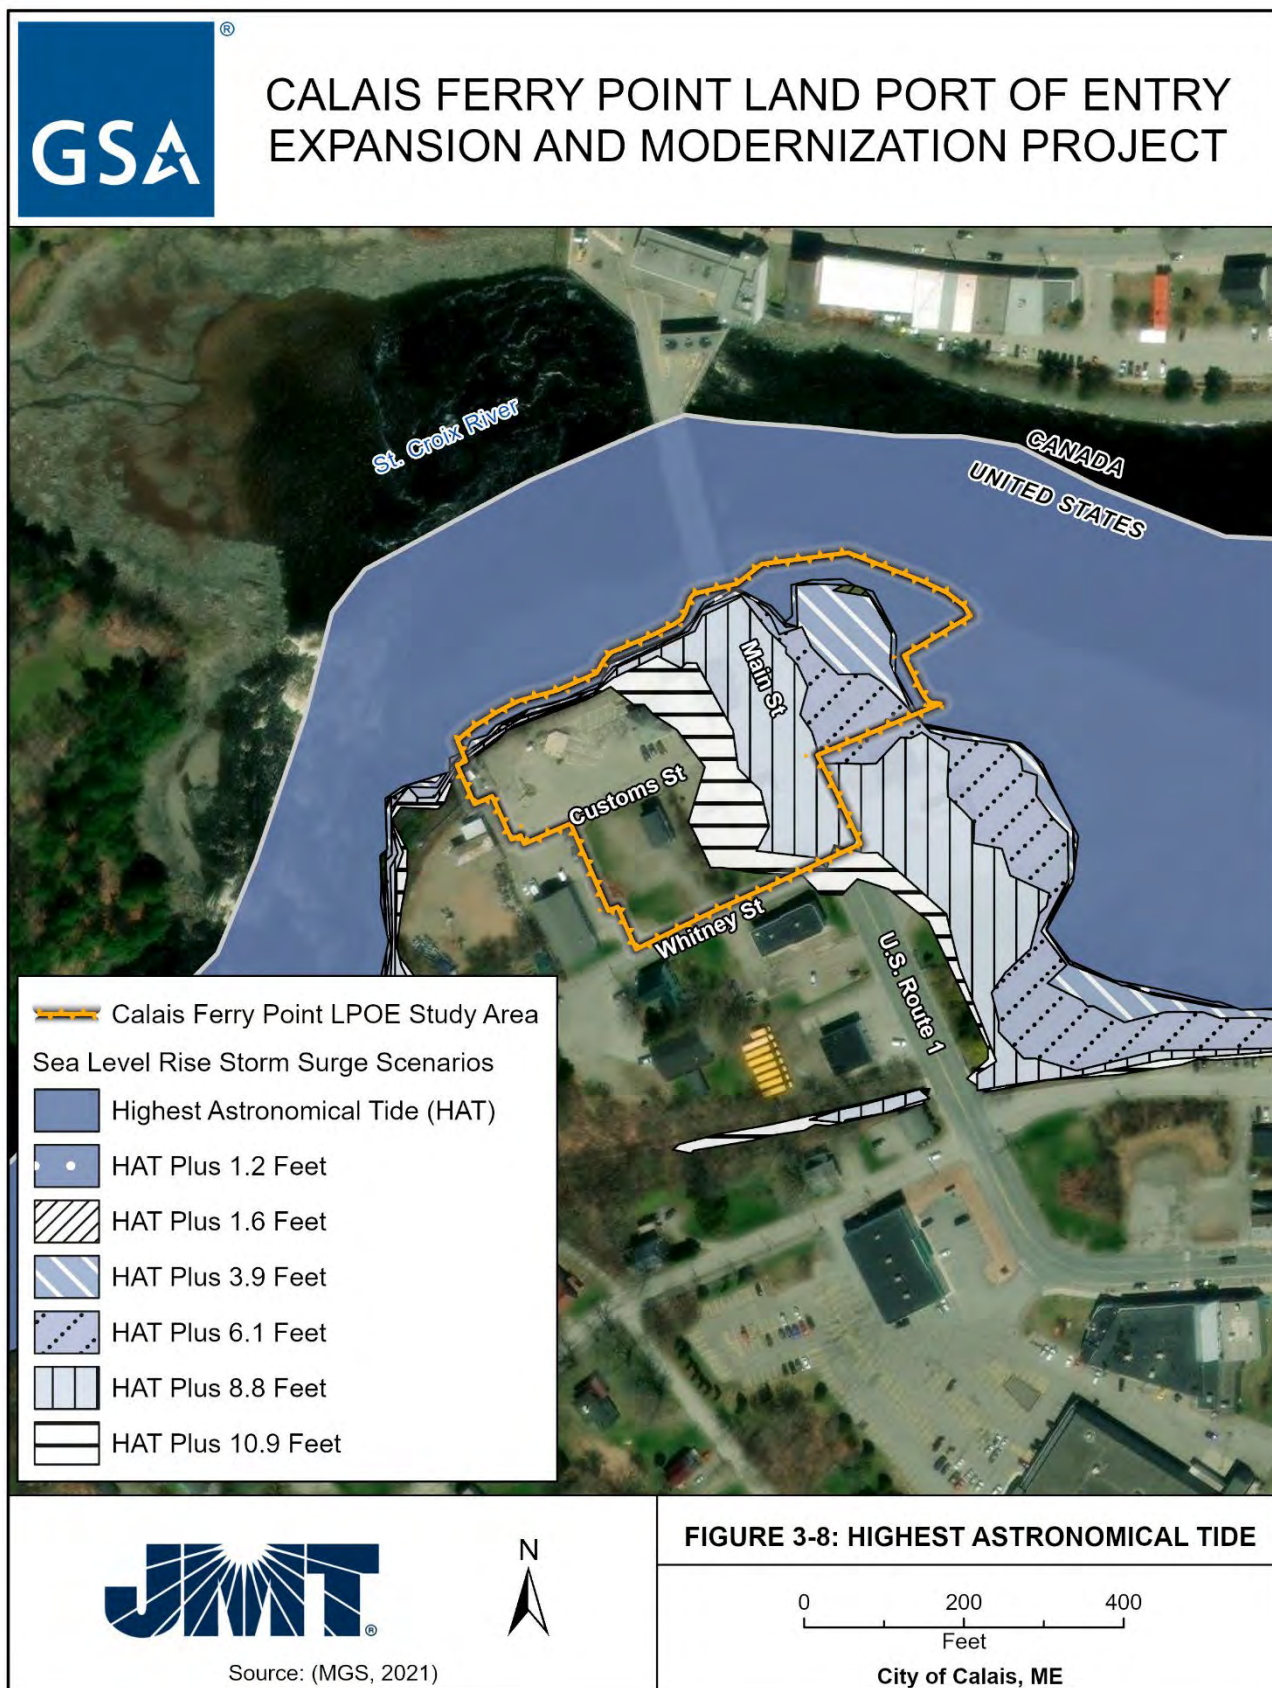 GSA
®
CALAIS FERRY POINT LAND PORT OF ENTRY
EXPANSION AND MODERNIZATION PROJECT
St. Croix River
CANADA
UNITED STATES
Main St
Customs St
Whitney St
U.S. Route 1
Calais Ferry Point LPOE Study Area
Sea Level Rise Storm Surge Scenarios
Highest Astronomical Tide (HAT)
HAT Plus 1.2 Feet
HAT Plus 1.6 Feet
HAT Plus 3.9 Feet
HAT Plus 6.1 Feet
HAT Plus 8.8 Feet
HAT Plus 10.9 Feet
JMT®
Source: (MGS, 2021)
N
FIGURE 3-8: HIGHEST ASTRONOMICAL TIDE
0 200 400
Feet
City of Calais, ME